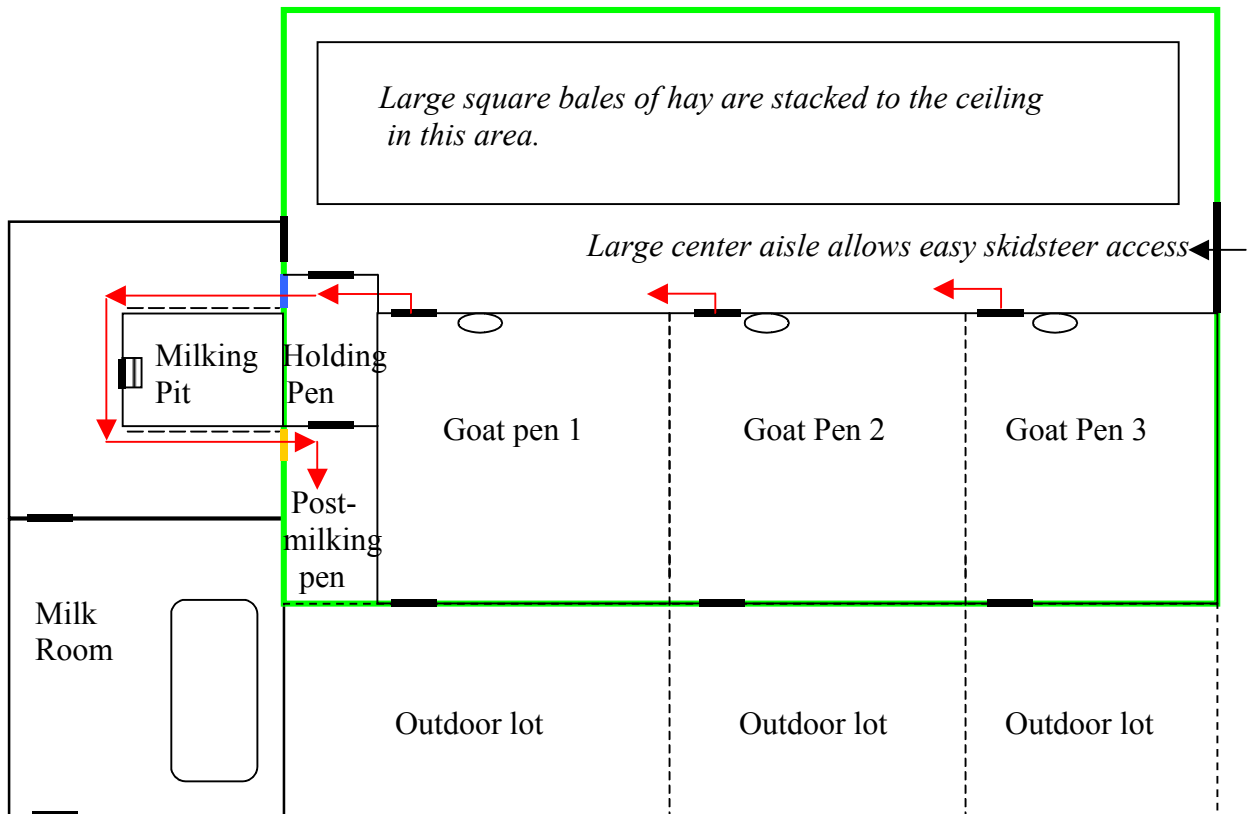 Large square bales of hay are stacked to the ceiling
in this area.
Large center aisle allows easy skidsteer access
Milking
Pit
Holding
Pen
Goat pen 1
Goat Pen 2
Goat Pen 3
Post-
milking
pen
Milk
Room
Outdoor lot
Outdoor lot
Outdoor lot